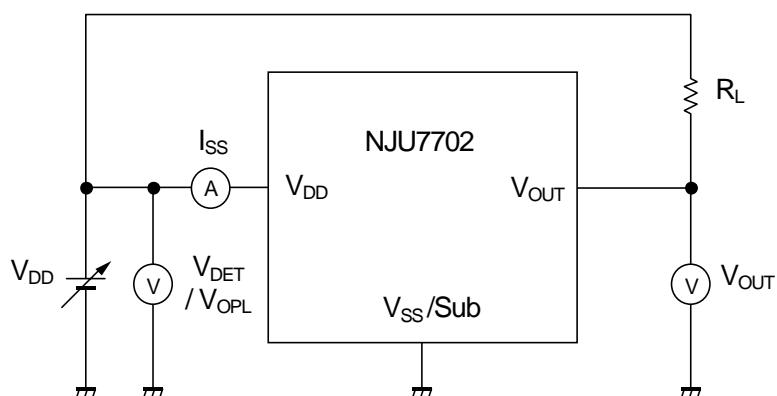 R_L
I_SS
NJU7702
A
V_DD
V_OUT
V_DD
V
V_DET
/ V_OPL
V
V_OUT
V_SS/Sub